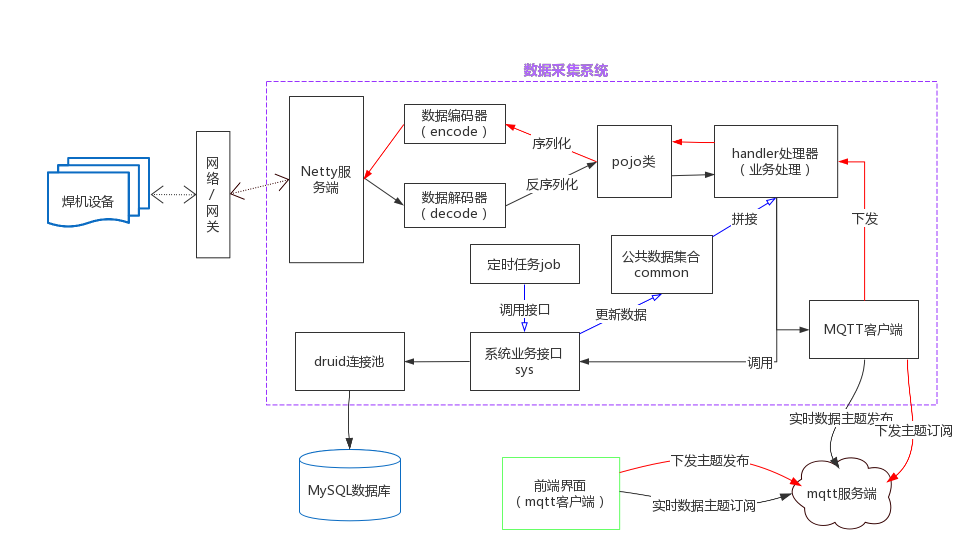 数据采集系统
焊机设备
网
络
/
网
关
Netty服
务端
数据编码器
（encode）
数据解码器
（decode）
序列化
反序列化
pojo类
handler处理器
（业务处理）
拼接
下发
定时任务job
公共数据集合
common
调用接口
更新数据
MQTT客户端
druid连接池
系统业务接口
sys
调用
实时数据主题发布
下发主题订阅
MySQL数据库
前端界面
（mqtt客户端）
下发主题发布
实时数据主题订阅
mqtt服务端